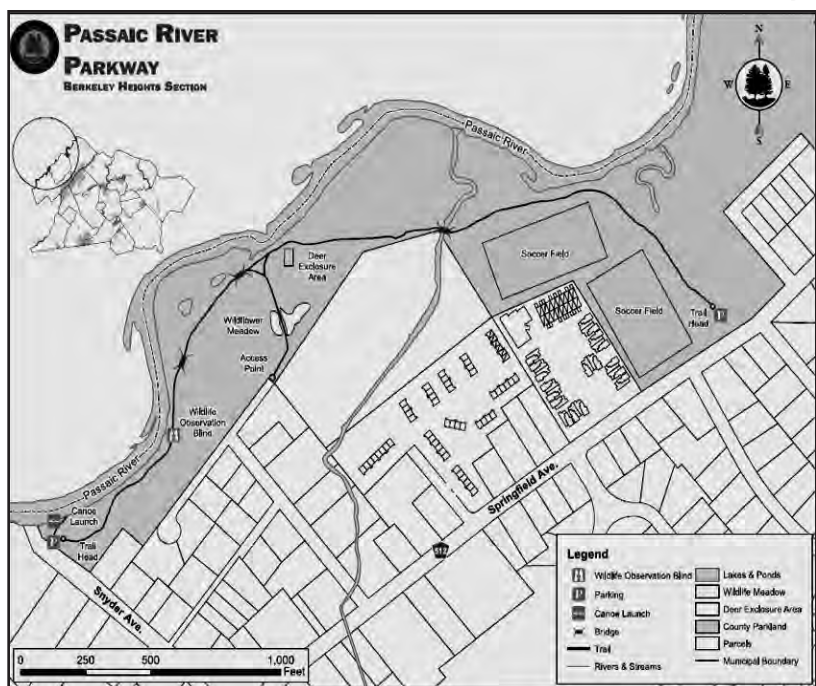 PASSAIC RIVER
PARKWAY
BERKELEY HEIGHTS SECTION
N
W E
S
Passaic River
Deer
Exclosure
Area
Soccer Field
Soccer Field
Trail
Head
P
Wildflower
Meadow
Access
Point
Wildlife
Observation
Blind
Passaic River
Canoe
Launch
P
Trail
Head
Springfield Ave.
512
Snyder Ave.
Legend
Wildlife Observation Blind
Parking
Canoe Launch
Bridge
Trail
Rivers & Streams
Lakes & Ponds
Wildlife Meadow
Deer Exclosure Area
County Parkland
Parcels
Municipal Boundary
0 250 500 1,000
Feet